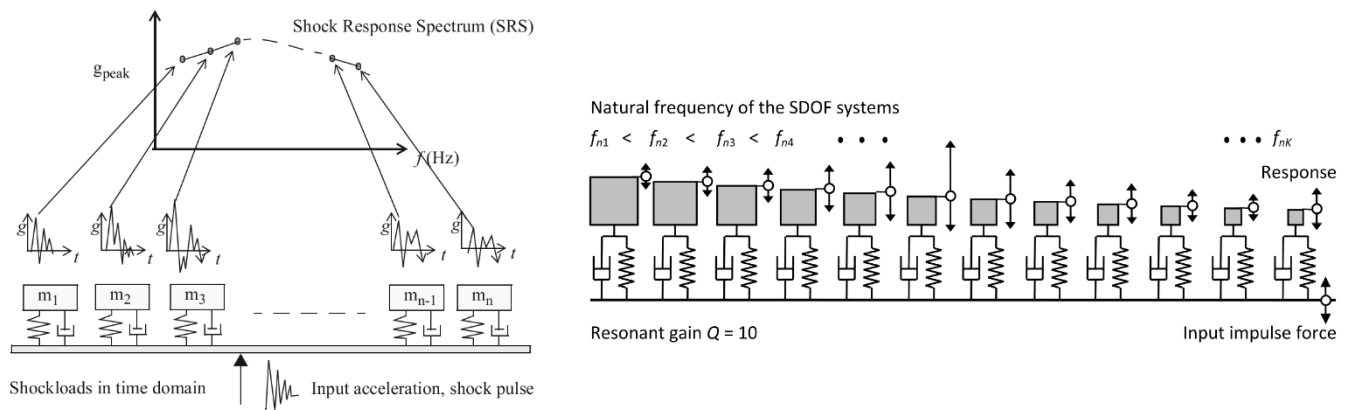 Shock Response Spectrum (SRS)
g_peak
f (Hz)
g
t
g
t
g
t
g
t
g
t
m_1
m_2
m_3
m_n-1
m_n
Shockloads in time domain
Input acceleration, shock pulse
Natural frequency of the SDOF systems
f_n1 < f_n2 < f_n3 < f_n4 • • • • • • f_nK
Response
Resonant gain Q = 10
Input impulse force